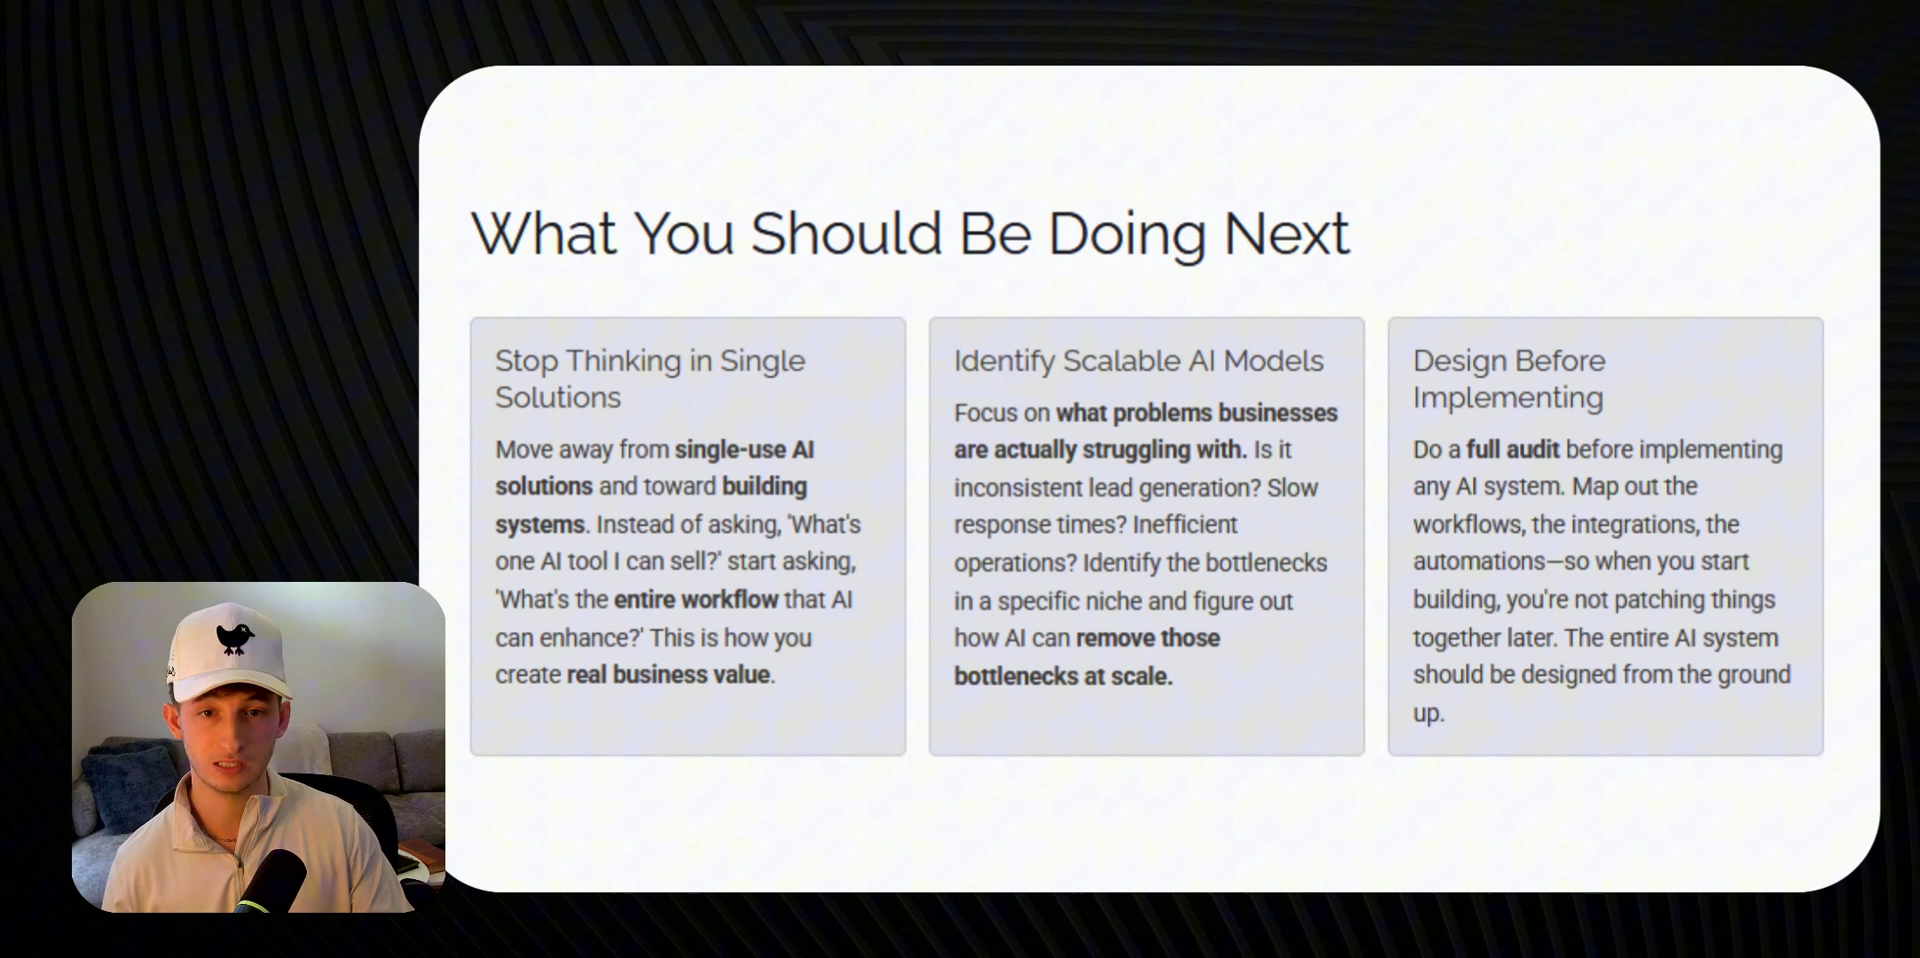 What You Should Be Doing Next
Stop Thinking in Single
Solutions
Move away from single-use AI
solutions and toward building
systems. Instead of asking, 'What's
one AI tool I can sell?' start asking,
'What's the entire workflow that AI
can enhance?' This is how you
create real business value.
Identify Scalable AI Models
Focus on what problems businesses
are actually struggling with. Is it
inconsistent lead generation? Slow
response times? Inefficient
operations? Identify the bottlenecks
in a specific niche and figure out
how AI can remove those
bottlenecks at scale.
Design Before
Implementing
Do a full audit before implementing
any AI system. Map out the
workflows, the integrations, the
automations—so when you start
building, you're not patching things
together later. The entire AI system
should be designed from the ground
up.